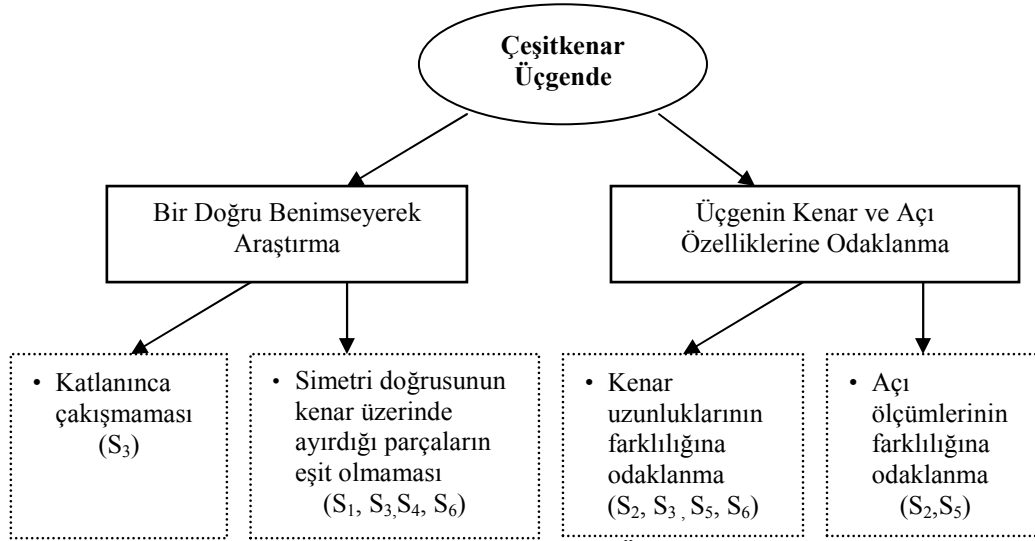 Çeşitkenar
Üçgende
Bir Doğru Benimseyerek
Araştırma
Üçgenin Kenar ve Açı
Özelliklerine Odaklanma
• Katlanınca
çakışmaması
(S₃)
• Simetri doğrusunun
kenar üzerinde
ayırdığı parçaların
eşit olmaması
(S₁, S₃,S₄, S₆)
• Kenar
uzunluklarının
farklılığına
odaklanma
(S₂, S₃ , S₅, S₆)
• Açı
ölçümlerinin
farklılığına
odaklanma
(S₂,S₅)